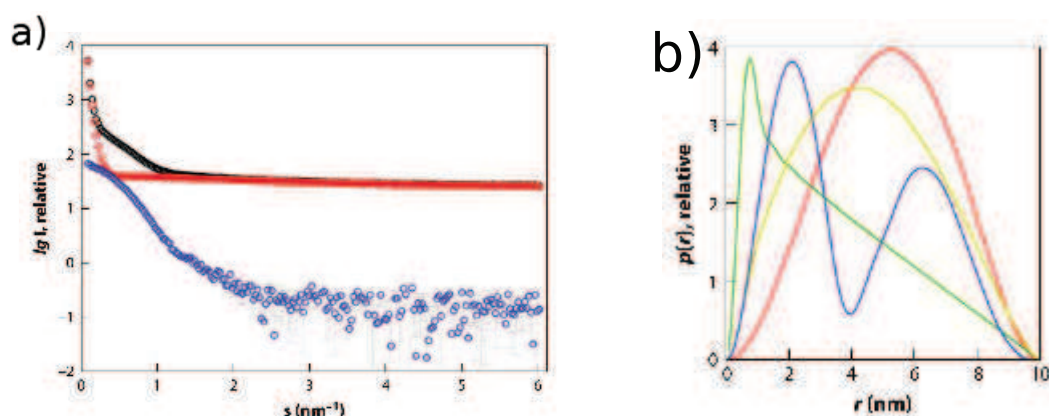 a)
4
3
2
1
0
−1
−2
lg I, relative
0 1 2 3 4 5 6
s (nm⁻¹)
b)
4
3
2
1
0
p(r), relative
0 2 4 6 8 10
r (nm)